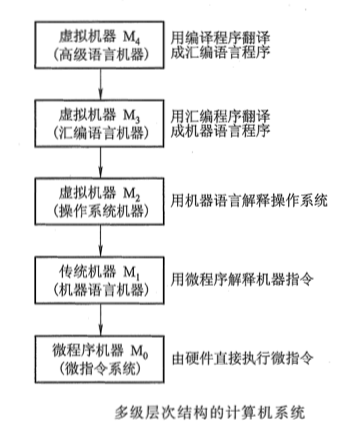 虚拟机器 M₄
(高级语言机器)
用编译程序翻译
成汇编语言程序
虚拟机器 M₃
(汇编语言机器)
用汇编程序翻译
成机器语言程序
虚拟机器 M₂
(操作系统机器)
用机器语言解释操作系统
传统机器 M₁
(机器语言机器)
用微程序解释机器指令
微程序机器 M₀
(微指令系统)
由硬件直接执行微指令
多级层次结构的计算机系统